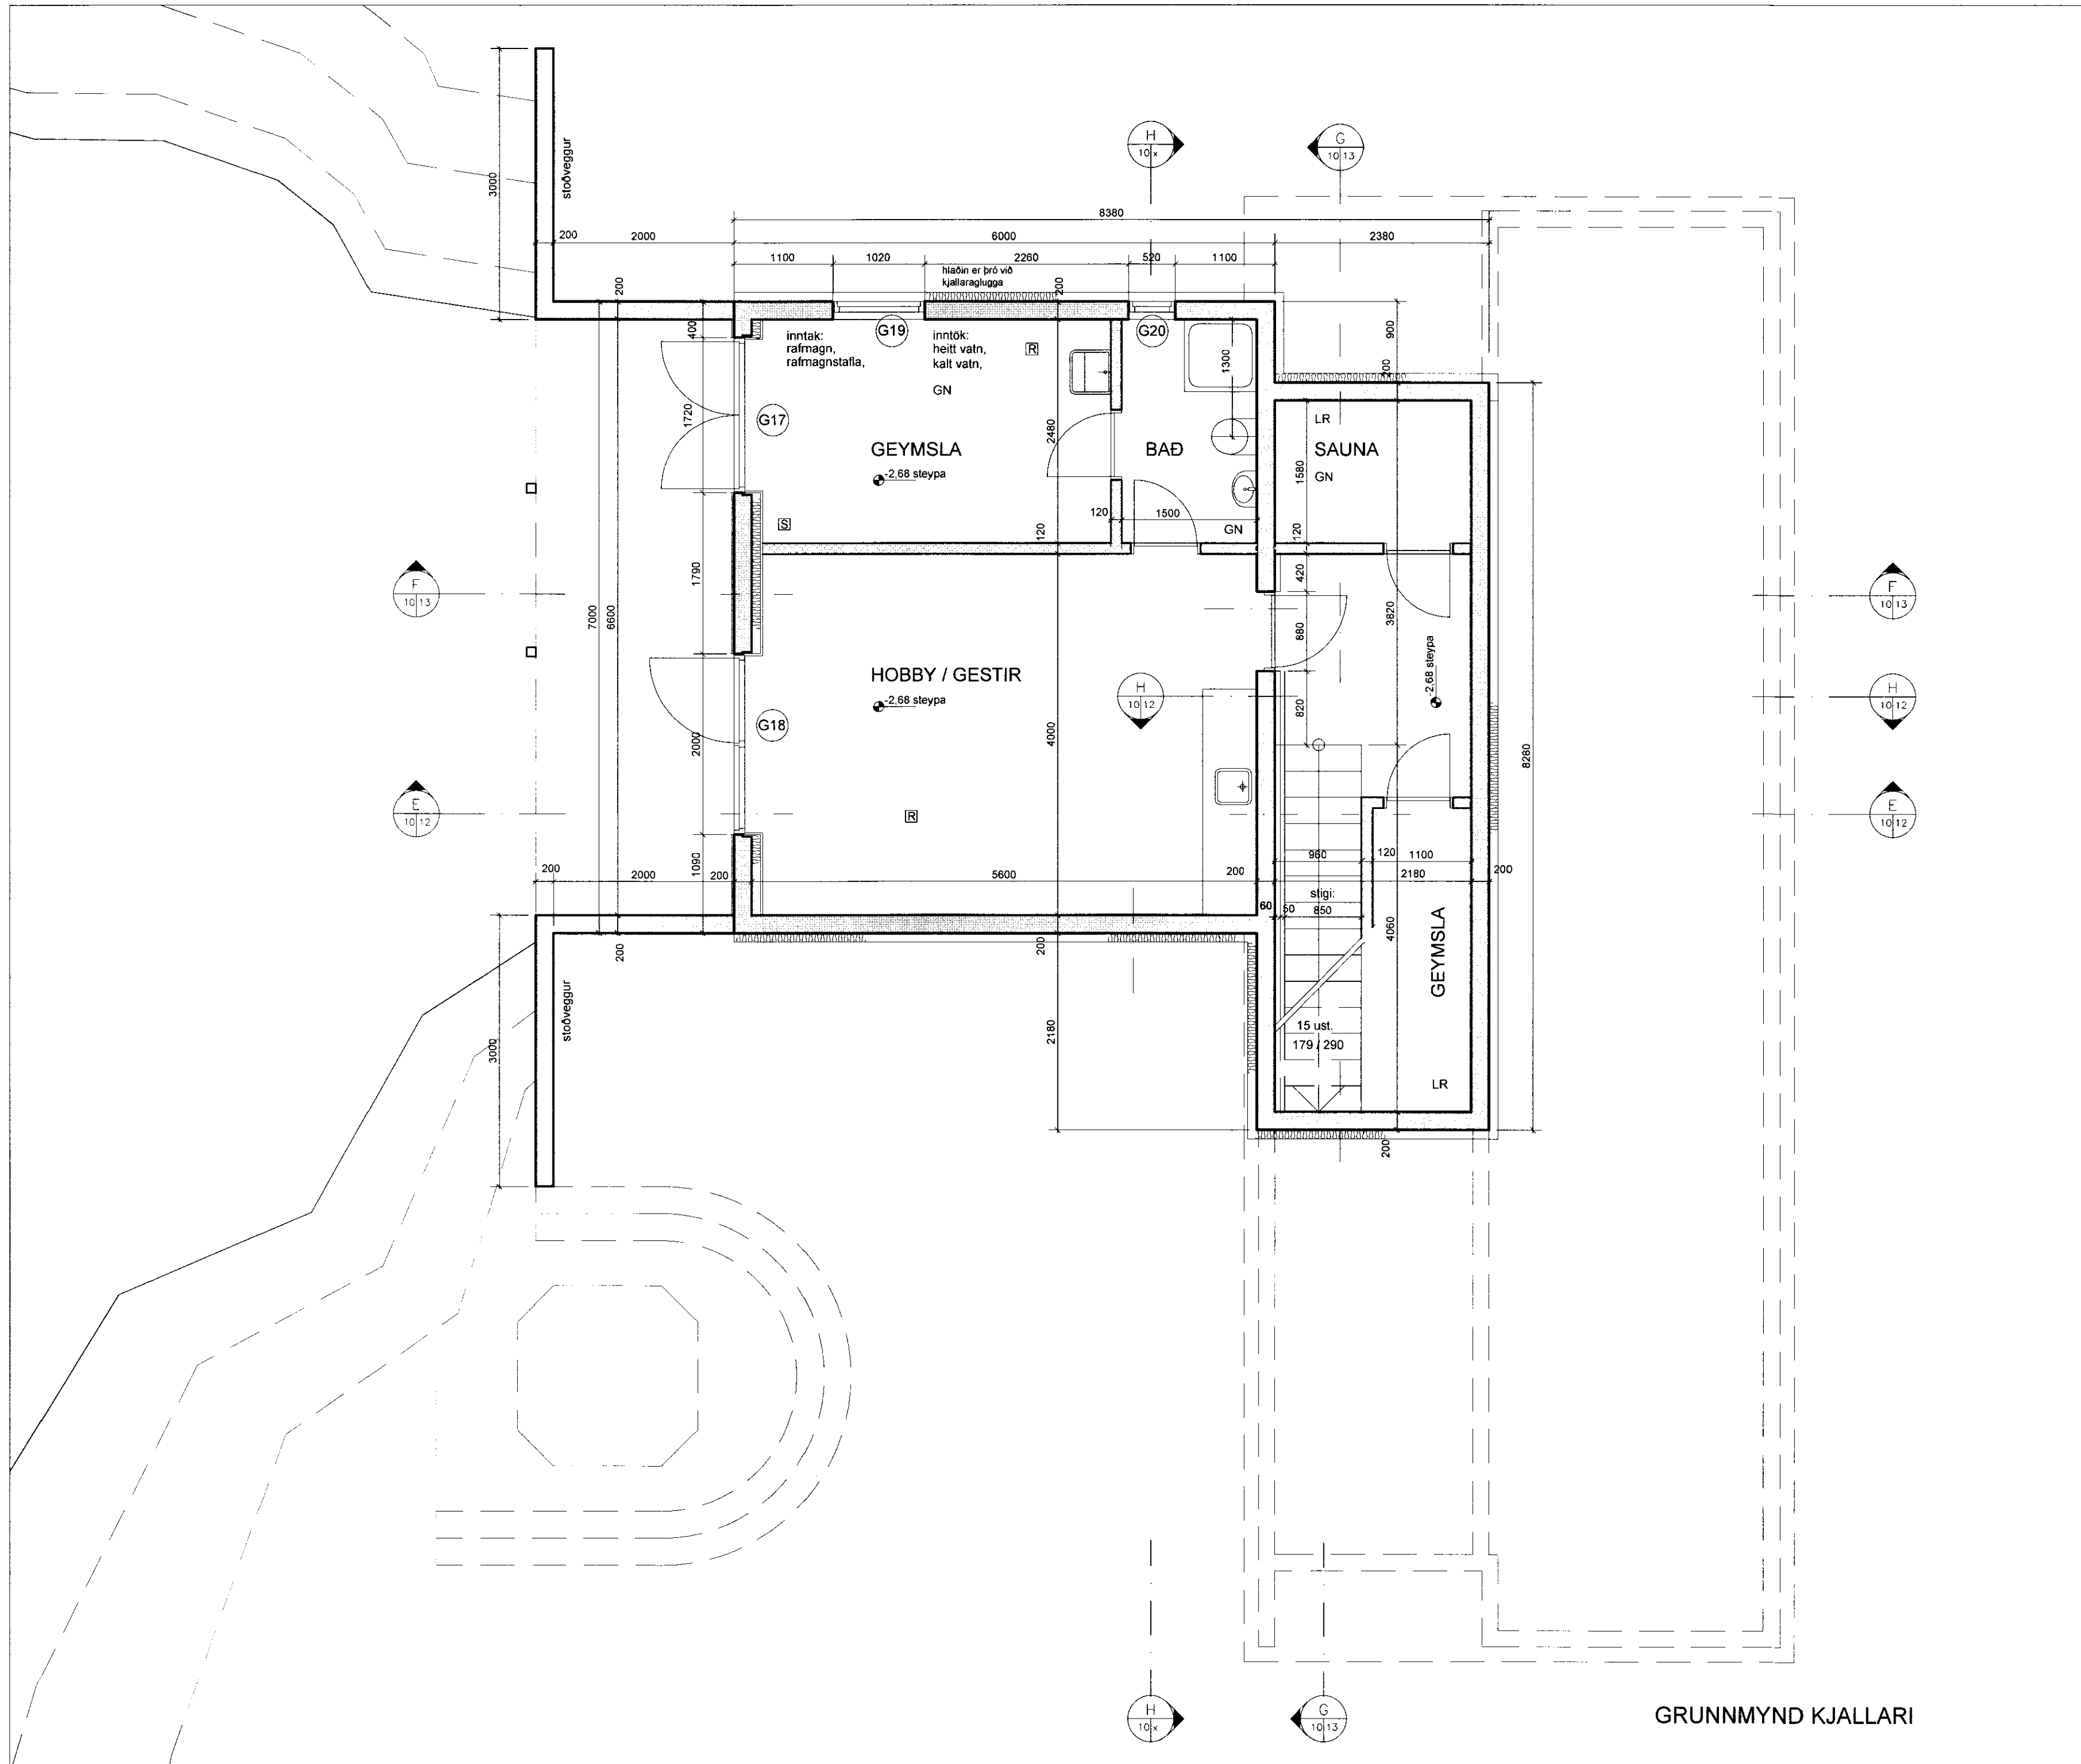 H
10 x
G
10 13
3000
stoðveggur
8380
200
2000
6000
2380
1100
1020
2260
520
1100
hlaðin er þró við
kjallaraglugga
200
200
400
900
G19
G20
inntak:
rafmagn,
rafmagnstafla,
inntök:
heitt vatn,
kalt vatn,
R
GN
1300
200
1720
G17
LR
GEYMSLA
2480
BAÐ
SAUNA
-2,68 steypa
1580
GN
S
120
120
1500
GN
120
F
10 13
1790
7000
6600
420
3820
F
10 13
880
-2,68 steypa
HOBBY / GESTIR
-2,68 steypa
H
10 12
H
10 12
G18
820
2000
4000
8280
E
10 12
R
E
10 12
1090
960
120
1100
200
2000
200
5600
200
2180
200
stigi:
60
50
850
4060
GEYMSLA
200
200
stoðveggur
3000
2180
15 ust.
179 / 290
LR
200
H
10 x
G
10 13
GRUNNMYND KJALLARI